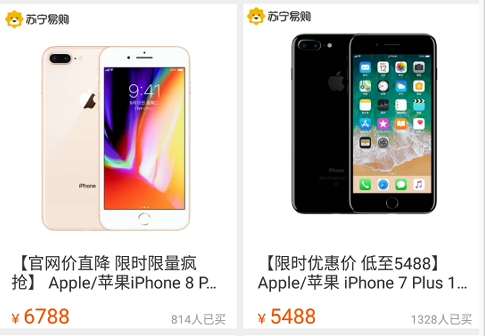 苏宁易购
9:41
iPhone
【官网价直降 限时限量疯
抢】 Apple/苹果iPhone 8 P...
¥ 6788
814人已买
苏宁易购
iPhone
【限时优惠价 低至5488】
Apple/苹果 iPhone 7 Plus 1...
¥ 5488
1328人已买